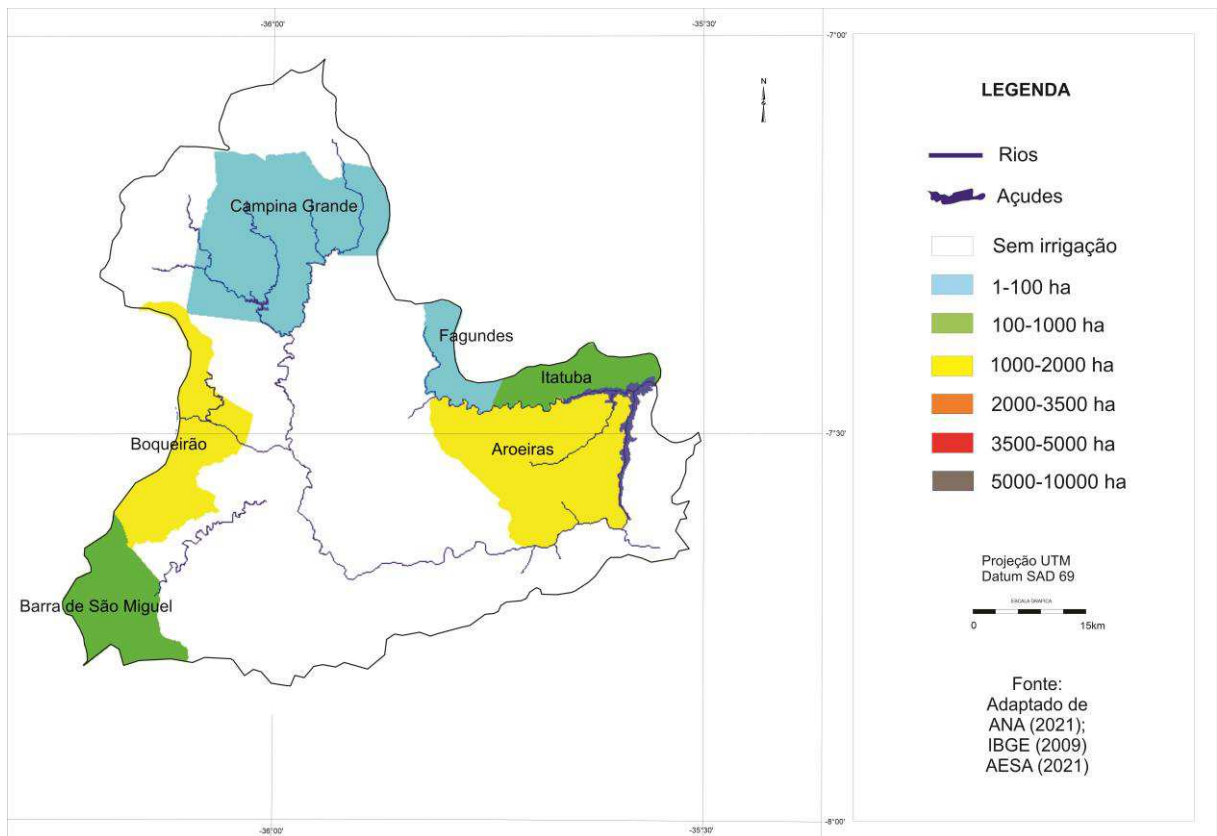 -36°00'
-35°30'
-7°00'
N
Campina Grande
Fagundes
Itatuba
-7°30'
Boqueirão
Aroeiras
Barra de São Miguel
-36°00'
-35°30'
-8°00'
LEGENDA
Rios
Açudes
Sem irrigação
1-100 ha
100-1000 ha
1000-2000 ha
2000-3500 ha
3500-5000 ha
5000-10000 ha
Projeção UTM
Datum SAD 69
ESCALA GRÁFICA
0 15km
Fonte:
Adaptado de
ANA (2021);
IBGE (2009)
AESA (2021)